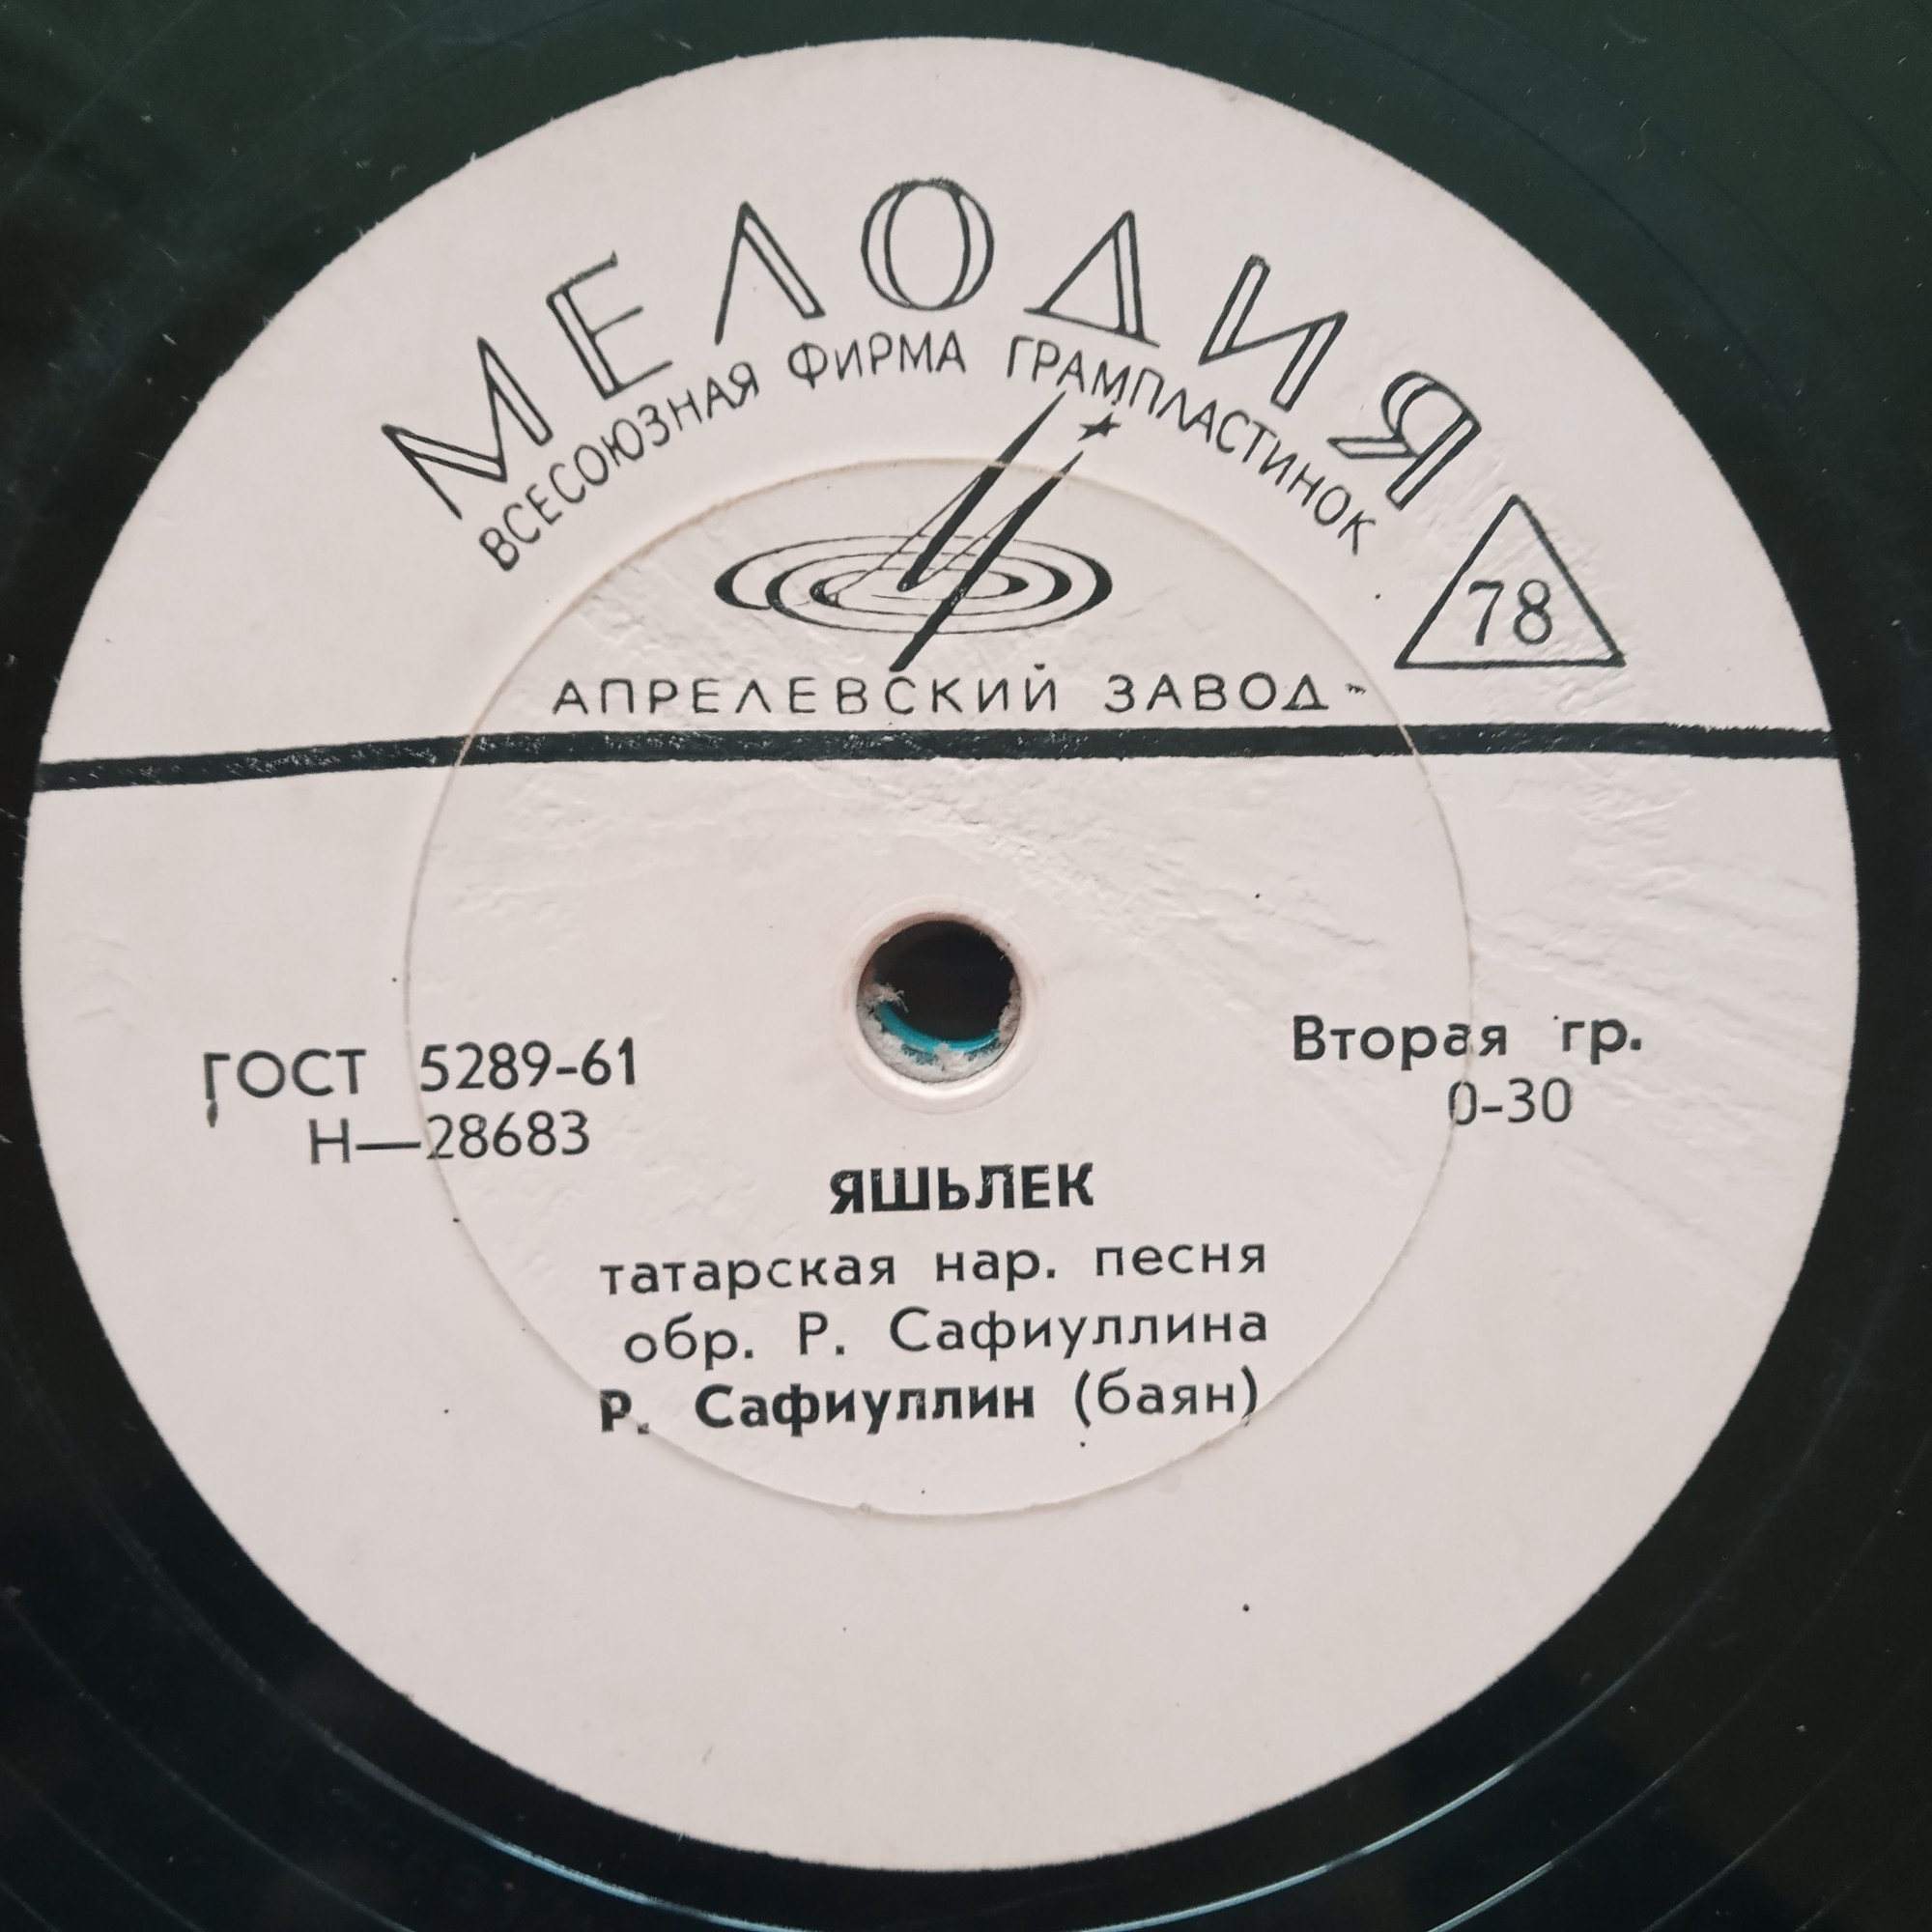 МЕЛОДИЯ
ВСЕСОЮЗНАЯ ФИРМА ГРАМПЛАСТИНОК
78
АПРЕЛЕВСКИЙ ЗАВОД
ГОСТ 5289-61
Н—28683
Вторая гр.
0-30
ЯШЬЛЕК
татарская нар. песня
обр. Р. Сафиуллина
Р. Сафиуллин (баян)